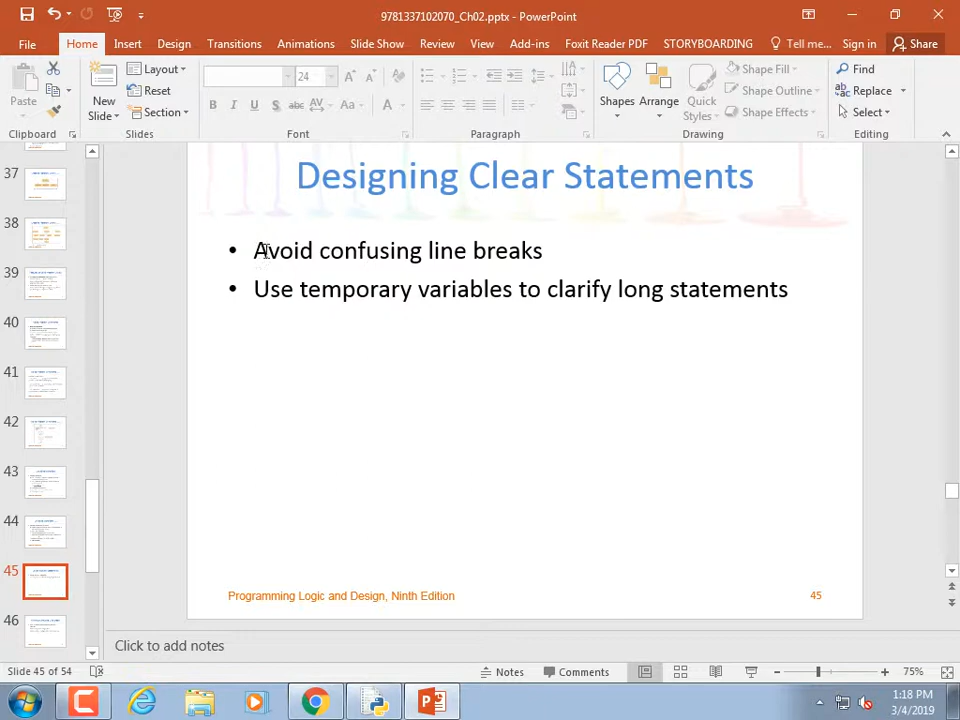 9781337102070_Ch02.pptx - PowerPoint
File Home Insert Design Transitions Animations Slide Show Review View Add-ins Foxit Reader PDF STORYBOARDING Tell me... Sign in Share
Paste
Clipboard
New
Slide
Layout
Reset
Section
Slides
24
B I U S abc AV Aa A
Font
Paragraph
Shapes Arrange Quick
Styles
Shape Fill
Shape Outline
Shape Effects
Drawing
Find
Replace
Select
Editing
37
38
39
40
41
42
43
44
45
46
Designing Clear Statements
• Avoid confusing line breaks
• Use temporary variables to clarify long statements
Programming Logic and Design, Ninth Edition 45
Click to add notes
Slide 45 of 54 Notes Comments 75%
1:18 PM
3/4/2019